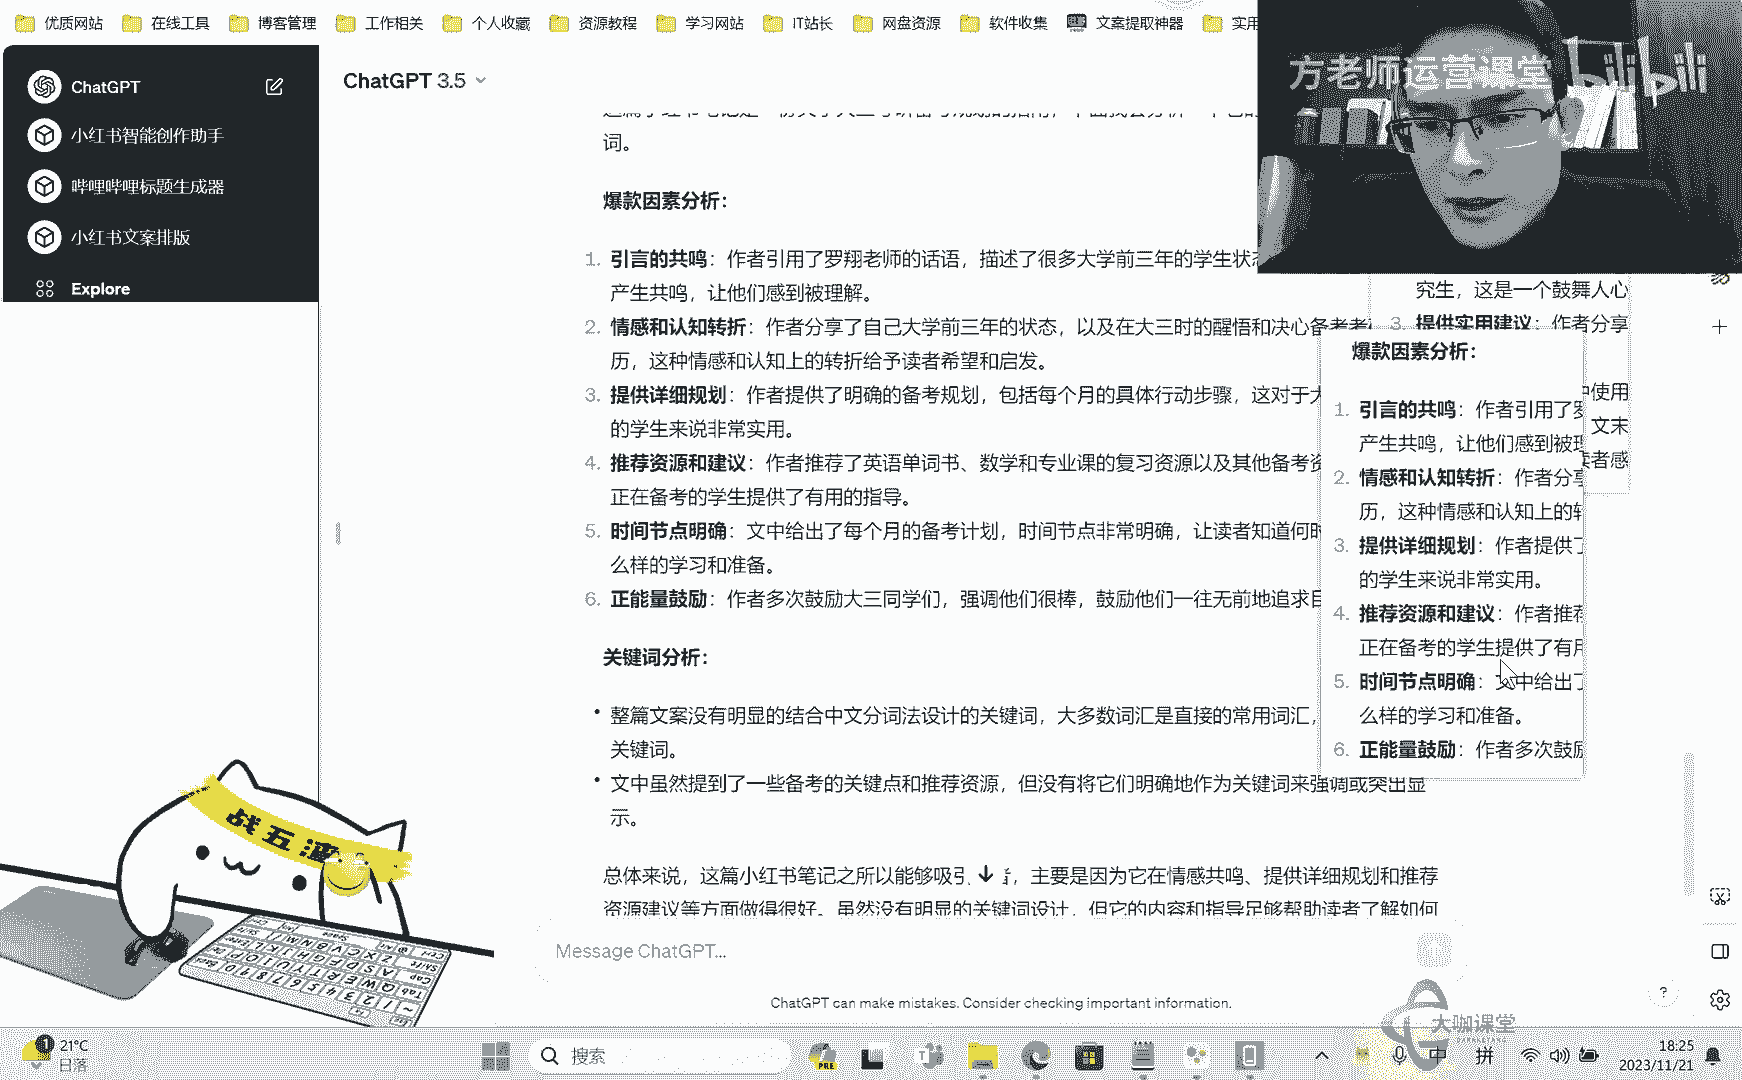 优质网站 在线工具 博客管理 工作相关 个人收藏 资源教程 学习网站 IT站长 网盘资源 软件收集 文案提取神器 实用
方老师运营课堂 bilibili
ChatGPT
小红书智能创作助手
哔哩哔哩标题生成器
小红书文案排版
Explore
ChatGPT 3.5
词。
爆款因素分析：
1. 引言的共鸣：作者引用了罗翔老师的话语，描述了很多大学前三年的学生状态
产生共鸣，让他们感到被理解。
2. 情感和认知转折：作者分享了自己大学前三年的状态，以及在大三时的醒悟和决心备考考
历，这种情感和认知上的转折给予读者希望和启发。
3. 提供详细规划：作者提供了明确的备考规划，包括每个月的具体行动步骤，这对于大
的学生来说非常实用。
4. 推荐资源和建议：作者推荐了英语单词书、数学和专业课的复习资源以及其他备考资
正在备考的学生提供了有用的指导。
5. 时间节点明确：文中给出了每个月的备考计划，时间节点非常明确，让读者知道何时
么样的学习和准备。
6. 正能量鼓励：作者多次鼓励大三同学们，强调他们很棒，鼓励他们一往无前地追求自
关键词分析：
• 整篇文案没有明显的结合中文分词法设计的关键词，大多数词汇是直接的常用词汇，
关键词。
• 文中虽然提到了一些备考的关键点和推荐资源，但没有将它们明确地作为关键词来强调或突出显
示。
总体来说，这篇小红书笔记之所以能够吸引 ，主要是因为它在情感共鸣、提供详细规划和推荐
资源建议等方面做得很好。虽然没有明显的关键词设计，但它的内容和指导足够帮助读者了解如何
究生，这是一个鼓舞人心
3. 提供实用建议：作者分享
中使用
文末
读者感
爆款因素分析：
1. 引言的共鸣：作者引用了罗
产生共鸣，让他们感到被理
2. 情感和认知转折：作者分享
历，这种情感和认知上的转
3. 提供详细规划：作者提供了
的学生来说非常实用。
4. 推荐资源和建议：作者推荐
正在备考的学生提供了有用
5. 时间节点明确：文中给出了
么样的学习和准备。
6. 正能量鼓励：作者多次鼓励
Message ChatGPT...
ChatGPT can make mistakes. Consider checking important information.
?
战五渣
大咖课堂
1
21°C
日落
搜索
PRE
中 拼
18:25
2023/11/21